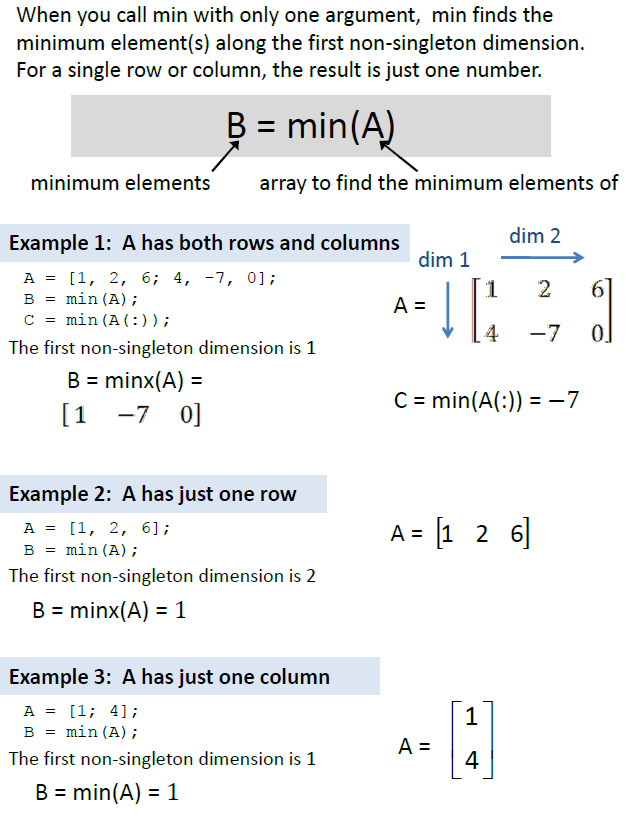 When you call min with only one argument, min finds the
minimum element(s) along the first non-singleton dimension.
For a single row or column, the result is just one number.
B = min(A)
minimum elements
array to find the minimum elements of
Example 1: A has both rows and columns
dim 1
dim 2
A = [1, 2, 6; 4, -7, 0];
B = min(A);
C = min(A(:));
The first non-singleton dimension is 1
B = minx(A) =
[1 −7 0]
A =
[1 2 6]
[4 −7 0]
C = min(A(:)) = −7
Example 2: A has just one row
A = [1, 2, 6];
B = min(A);
The first non-singleton dimension is 2
B = minx(A) = 1
A = [1 2 6]
Example 3: A has just one column
A = [1; 4];
B = min(A);
The first non-singleton dimension is 1
B = min(A) = 1
A =
[1]
[4]